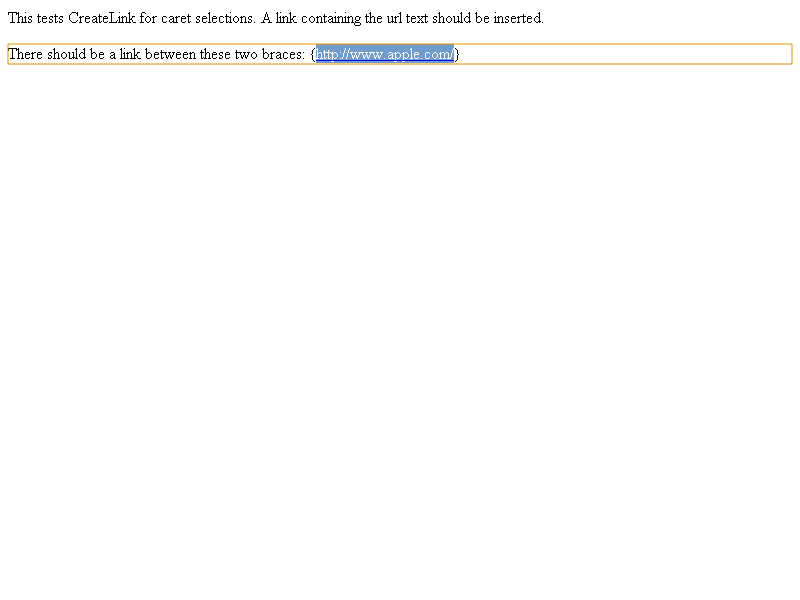 This tests CreateLink for caret selections. A link containing the url text should be inserted.
There should be a link between these two braces: {http://www.apple.com/}